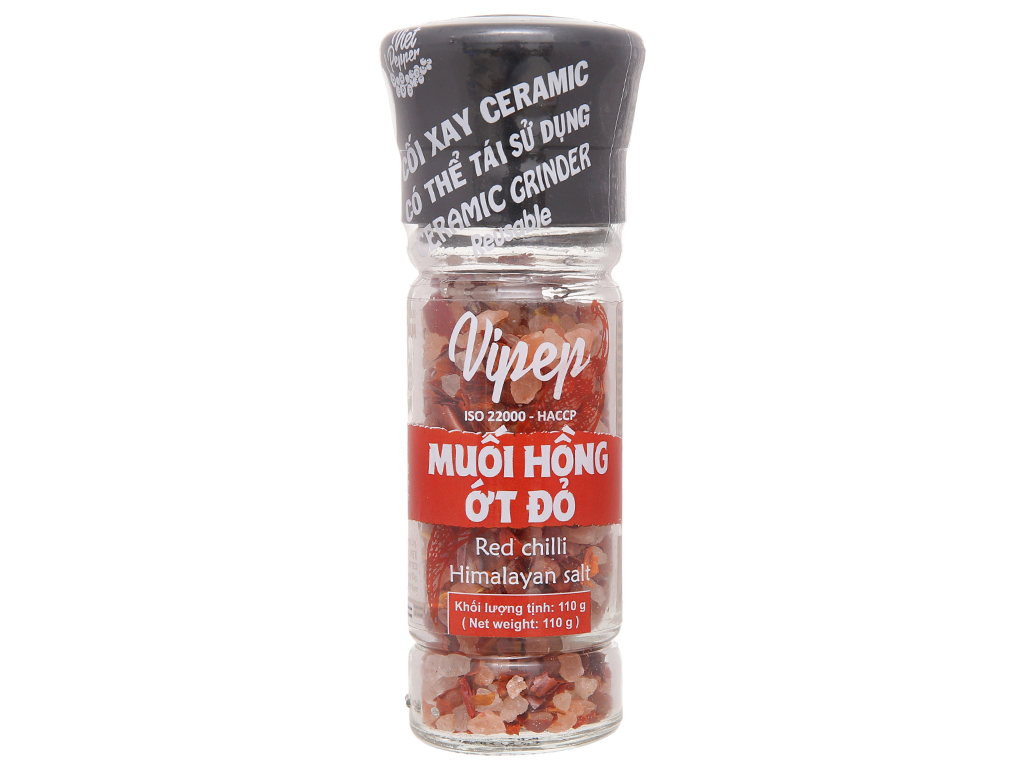 Viet
Pepper
CỐI XAY CERAMIC
CÓ THỂ TÁI SỬ DỤNG
CERAMIC GRINDER
Reusable
Vipep
ISO 22000 - HACCP
MUỐI HỒNG
ỚT ĐỎ
Red chilli
Himalayan salt
Khối lượng tịnh: 110 g
( Net weight: 110 g )